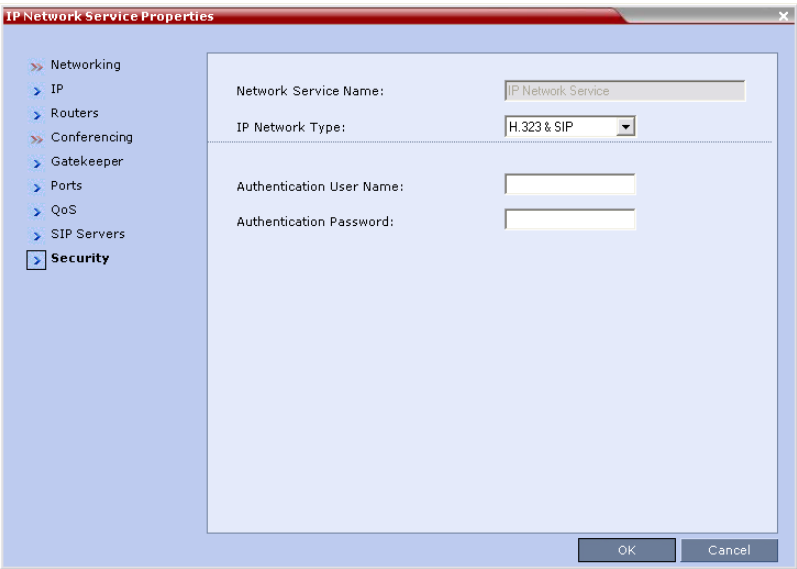 IP Network Service Properties
Networking
IP
Routers
Conferencing
Gatekeeper
Ports
QoS
SIP Servers
Security
Network Service Name: IP Network Service
IP Network Type: H.323 & SIP
Authentication User Name:
Authentication Password:
OK Cancel